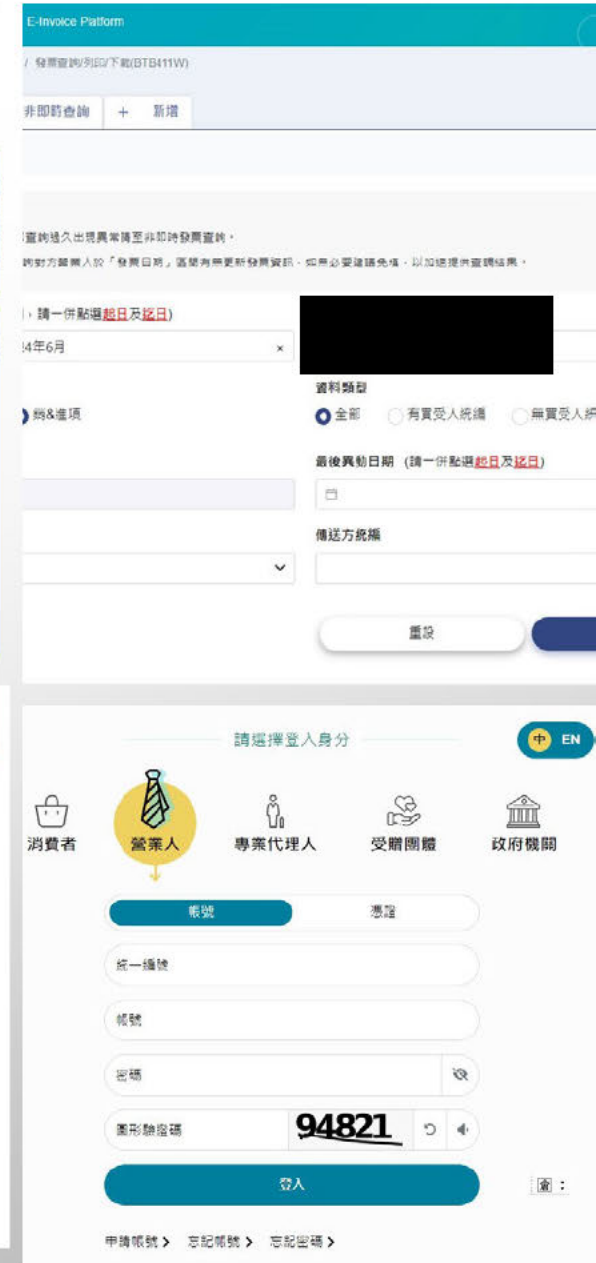 E-Invoice Platform
/ 發票查詢/列印/下載(BTB411W)
非即時查詢 + 新增
查詢過久出現異常請至非即時發票查詢。
詢對方營業人於「發票日期」區間有無更新發票資訊，如無必要建議免填，以加速提供查詢結果。
，請一併點選起日及迄日)
4年6月 ×
資料類型
銷&進項 全部 有買受人統編 無買受人統
最後異動日期 (請一併點選起日及迄日)
傳送方統編
重設
請選擇登入身分
中 EN
消費者 營業人 專業代理人 受贈團體 政府機關
帳號 憑證
統一編號
帳號
密碼
圖形驗證碼 94821
登入
申請帳號 > 忘記帳號 > 忘記密碼 >